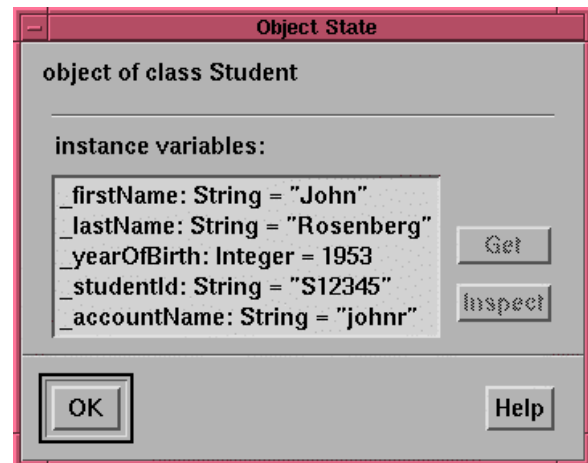 Object State
object of class Student
instance variables:
_firstName: String = "John"
_lastName: String = "Rosenberg"
_yearOfBirth: Integer = 1953
_studentId: String = "S12345"
_accountName: String = "johnr"
Get
Inspect
OK
Help